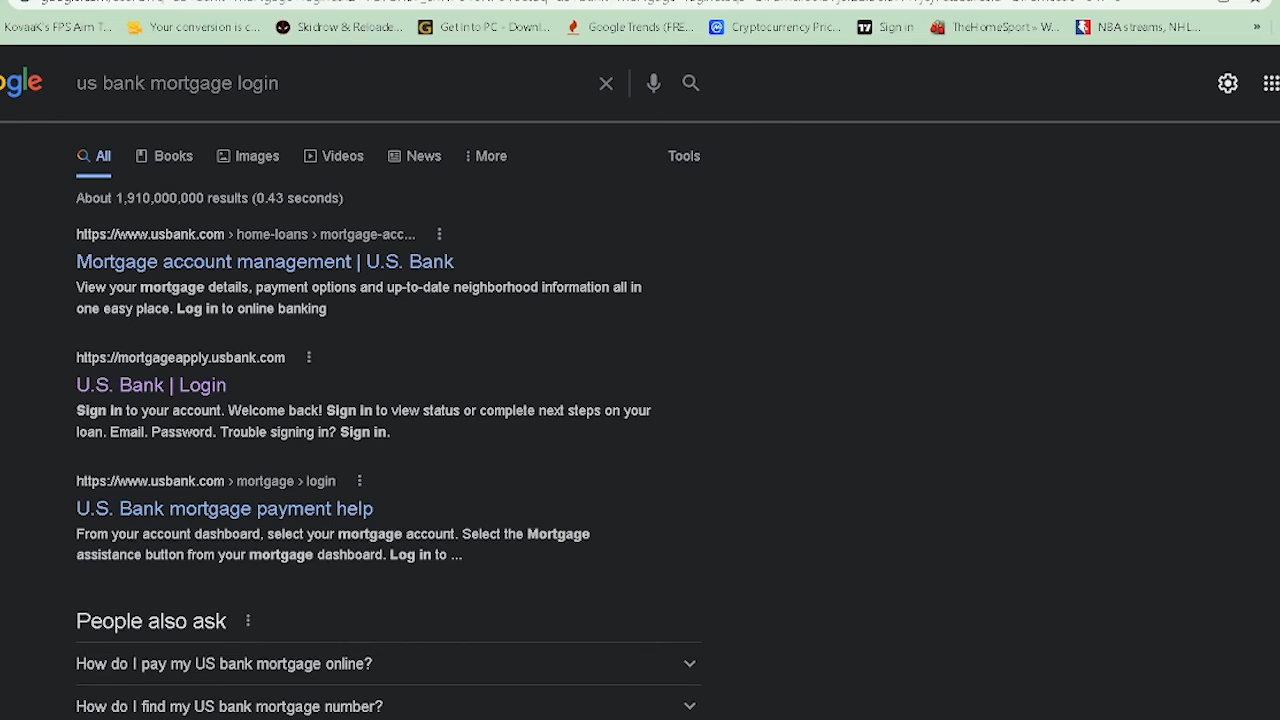 KovaaK's FPS Aim T... Your conversion is c... Skidrow & Reloade... Get Into PC - Downl... Google Trends (FRE... Cryptocurrency Pric... Sign in TheHomeSport » W... NBA streams, NHL... »
ogle us bank mortgage login
All Books Images Videos News More Tools
About 1,910,000,000 results (0.43 seconds)
https://www.usbank.com › home-loans › mortgage-acc...
Mortgage account management | U.S. Bank
View your mortgage details, payment options and up-to-date neighborhood information all in
one easy place. Log in to online banking
https://mortgageapply.usbank.com
U.S. Bank | Login
Sign in to your account. Welcome back! Sign in to view status or complete next steps on your
loan. Email. Password. Trouble signing in? Sign in.
https://www.usbank.com › mortgage › login
U.S. Bank mortgage payment help
From your account dashboard, select your mortgage account. Select the Mortgage
assistance button from your mortgage dashboard. Log in to ...
People also ask
How do I pay my US bank mortgage online?
How do I find my US bank mortgage number?